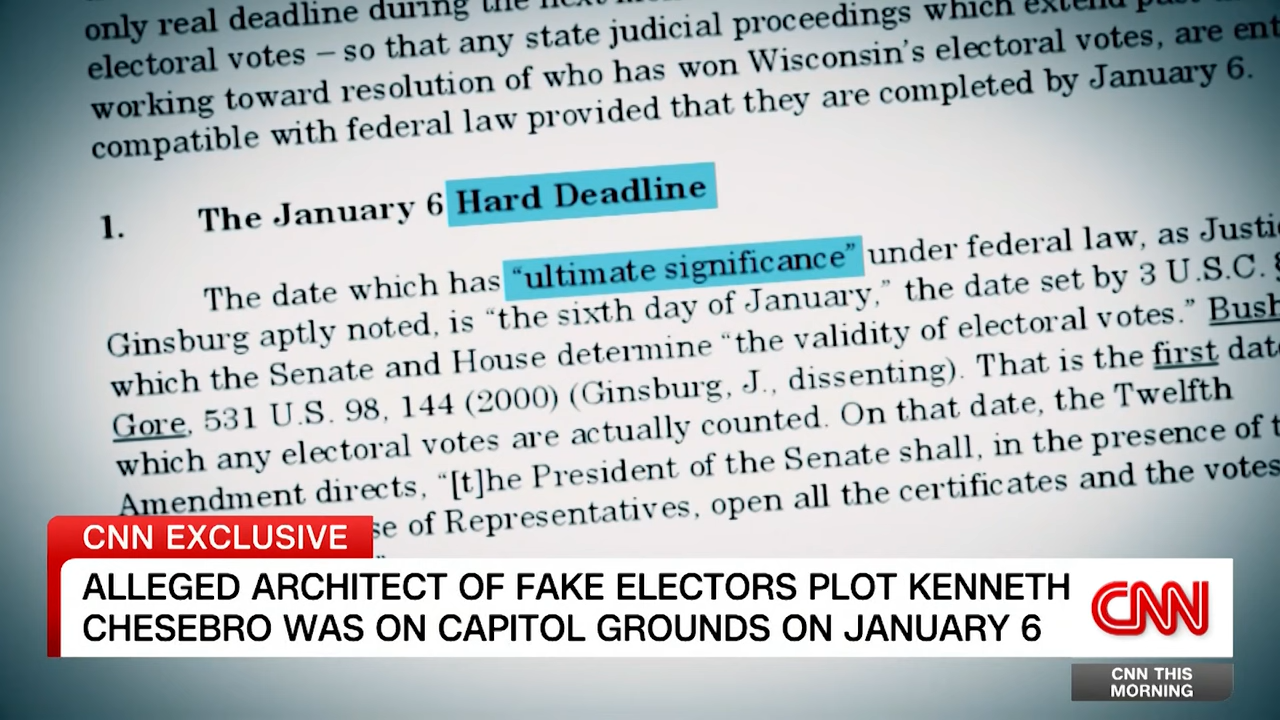 only real deadline during the next
electoral votes – so that any state judicial proceedings which extend
working toward resolution of who has won Wisconsin's electoral votes, are
compatible with federal law provided that they are completed by January 6.
1. The January 6 Hard Deadline
The date which has "ultimate significance" under federal law, as
Ginsburg aptly noted, is "the sixth day of January," the date set by 3 U.S.C.
which the Senate and House determine "the validity of electoral votes." Bush
Gore, 531 U.S. 98, 144 (2000) (Ginsburg, J., dissenting). That is the first
which any electoral votes are actually counted. On that date, the Twelfth
Amendment directs, "[t]he President of the Senate shall, in the presence of
of Representatives, open all the certificates and the votes
CNN EXCLUSIVE
ALLEGED ARCHITECT OF FAKE ELECTORS PLOT KENNETH
CHESEBRO WAS ON CAPITOL GROUNDS ON JANUARY 6
CNN
CNN THIS
MORNING